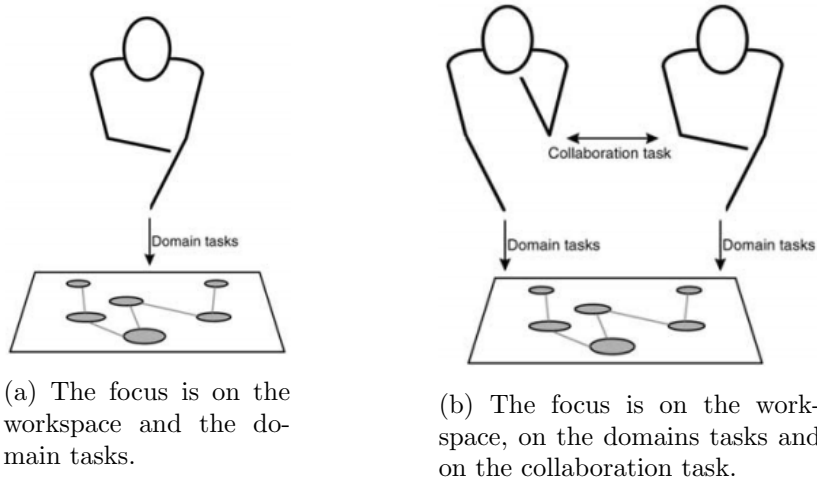 Domain tasks
(a) The focus is on the
workspace and the do-
main tasks.
Collaboration task
Domain tasks
Domain tasks
(b) The focus is on the work-
space, on the domains tasks and
on the collaboration task.